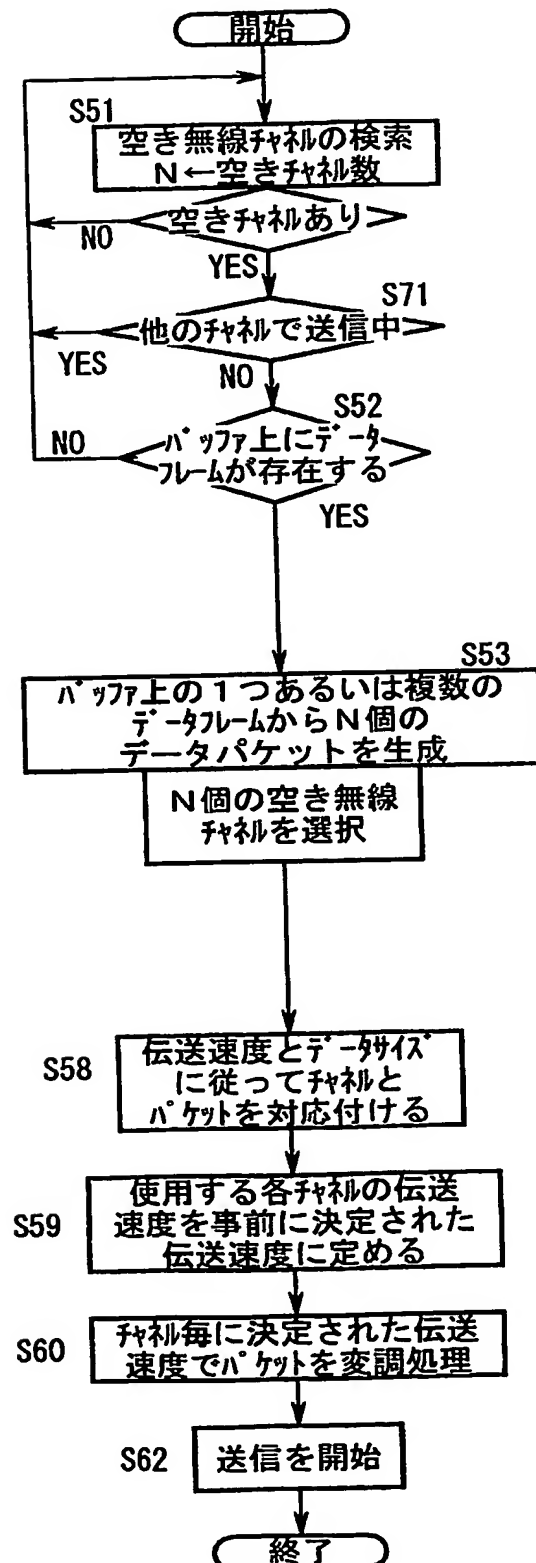 開始
S51
空き無線ﾁｬﾈﾙの検索
N←空きﾁｬﾈﾙ数
空きﾁｬﾈﾙあり
NO
YES
S71
他のﾁｬﾈﾙで送信中
YES
NO
S52
ﾊﾞｯﾌｧ上にﾃﾞｰﾀ
ﾌﾚｰﾑが存在する
NO
YES
S53
ﾊﾞｯﾌｧ上の1つあるいは複数の
ﾃﾞｰﾀﾌﾚｰﾑからN個の
データパケットを生成
N個の空き無線
ﾁｬﾈﾙを選択
S58
伝送速度とﾃﾞｰﾀｻｲｽﾞ
に従ってﾁｬﾈﾙと
ﾊﾟｹｯﾄを対応付ける
S59
使用する各ﾁｬﾈﾙの伝送
速度を事前に決定された
伝送速度に定める
S60
ﾁｬﾈﾙ毎に決定された伝送
速度でﾊﾟｹｯﾄを変調処理
S62
送信を開始
終了